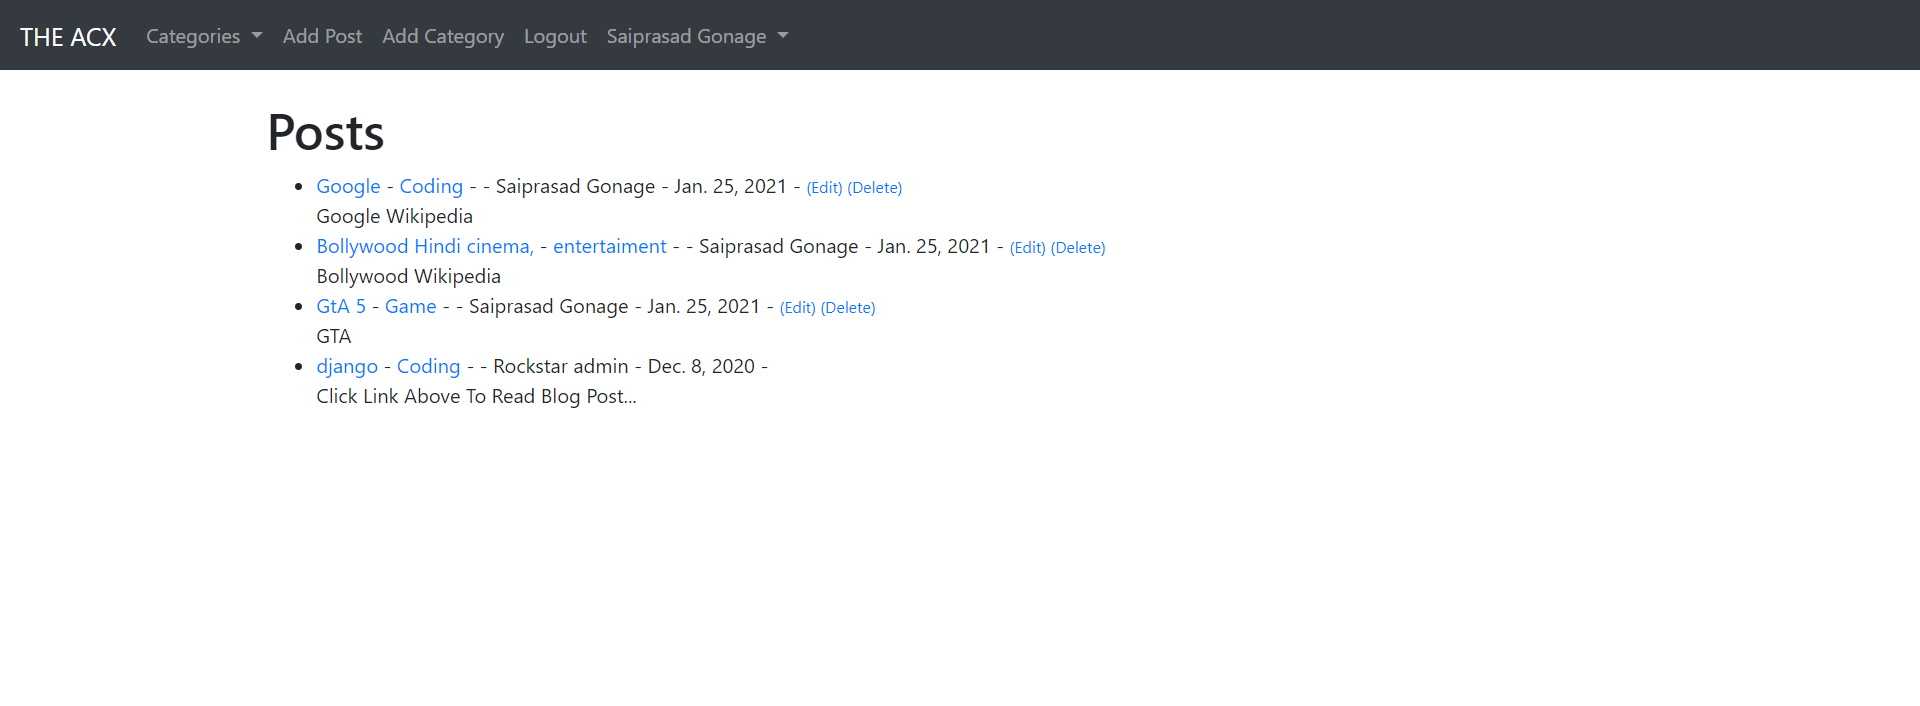 THE ACX Categories Add Post Add Category Logout Saiprasad Gonage
Posts
Google - Coding - - Saiprasad Gonage - Jan. 25, 2021 - (Edit) (Delete)
Google Wikipedia
Bollywood Hindi cinema, - entertaiment - - Saiprasad Gonage - Jan. 25, 2021 - (Edit) (Delete)
Bollywood Wikipedia
GtA 5 - Game - - Saiprasad Gonage - Jan. 25, 2021 - (Edit) (Delete)
GTA
django - Coding - - Rockstar admin - Dec. 8, 2020 -
Click Link Above To Read Blog Post...